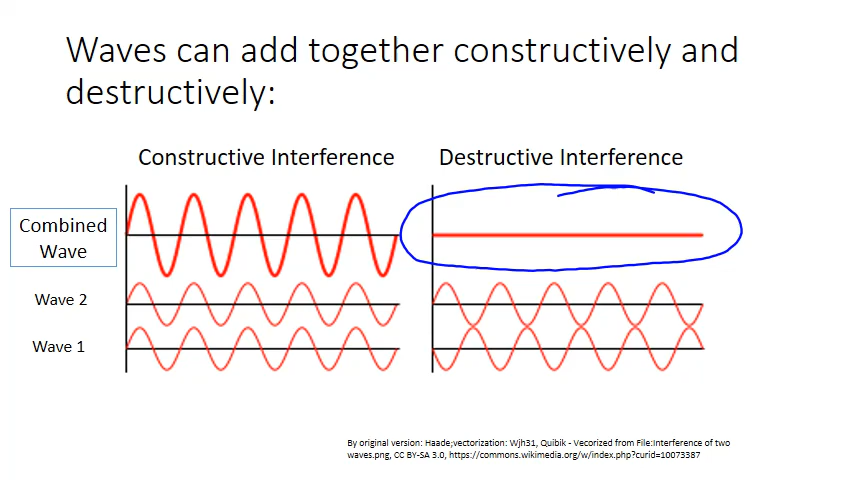 Waves can add together constructively and
destructively:
Constructive Interference
Destructive Interference
Combined
Wave
Wave 2
Wave 1
By original version: Haade;vectorization: Wjh31, Quibik - Vecorized from File:Interference of two
waves.png, CC BY-SA 3.0, https://commons.wikimedia.org/w/index.php?curid=10073387